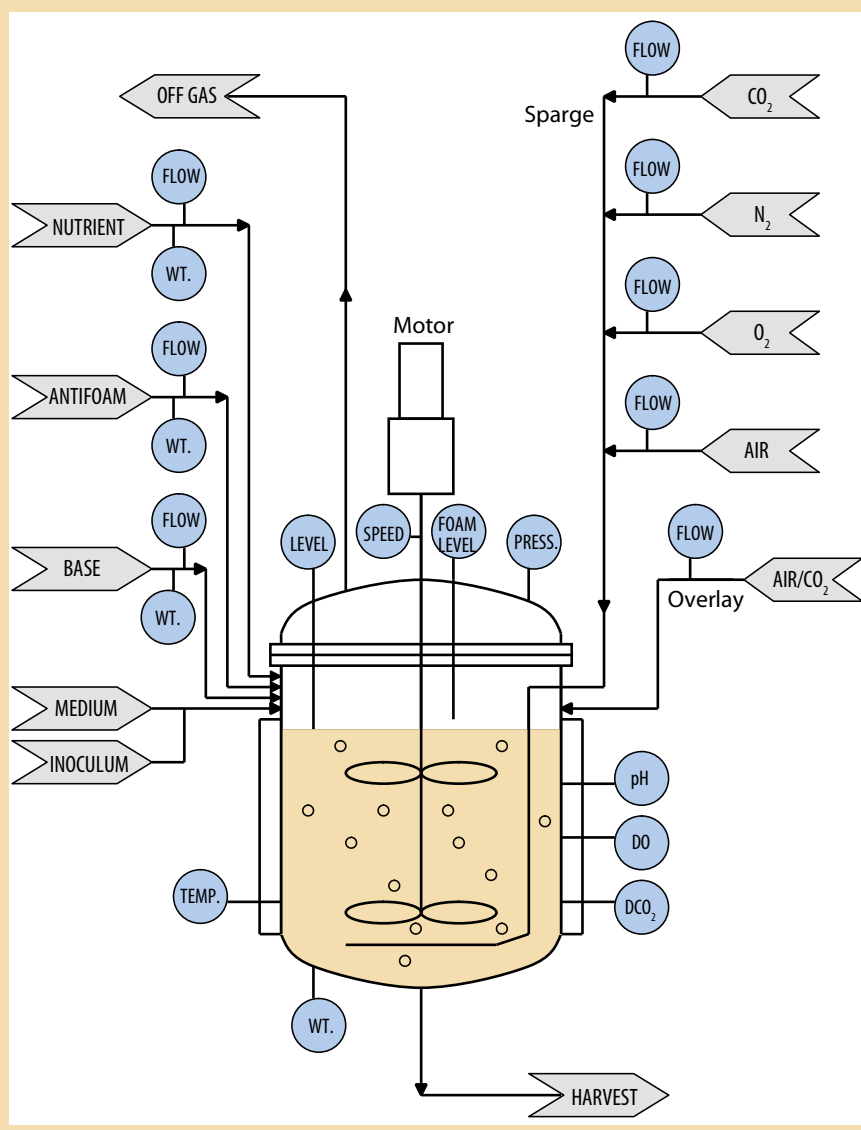 FLOW
OFF GAS
CO₂
Sparge
FLOW
NUTRIENT
WT.
FLOW
N₂
FLOW
O₂
Motor
FLOW
ANTIFOAM
WT.
FLOW
AIR
FLOW
BASE
WT.
LEVEL
SPEED
FOAM
LEVEL
PRESS.
FLOW
AIR/CO₂
Overlay
MEDIUM
INOCULUM
pH
DO
TEMP.
DCO₂
WT.
HARVEST